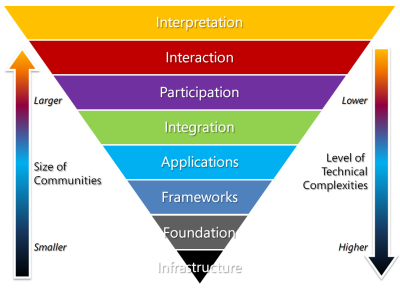 Interpretation
Interaction
Larger
Participation
Lower
Integration
Size of
Communities
Applications
Level of
Technical
Complexities
Frameworks
Foundation
Smaller
Higher
Infrastructure